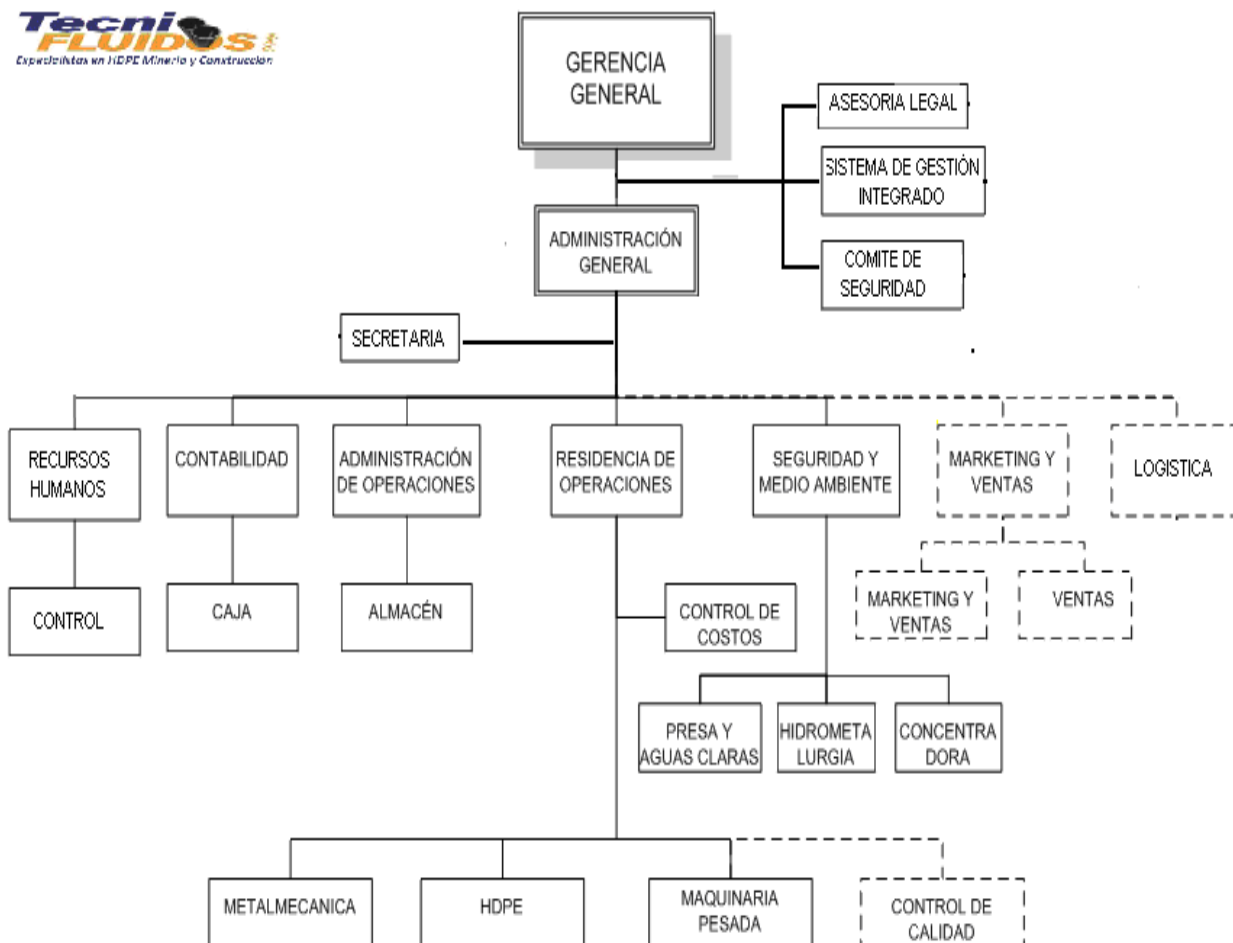 Tecni
FLUIDOS
Especialistas en HDPE Mineria y Construccion
GERENCIA
GENERAL
ASESORIA LEGAL
SISTEMA DE GESTIÓN
INTEGRADO
ADMINISTRACIÓN
GENERAL
COMITE DE
SEGURIDAD
SECRETARIA
RECURSOS
HUMANOS
CONTABILIDAD
ADMINISTRACIÓN
DE OPERACIONES
RESIDENCIA DE
OPERACIONES
SEGURIDAD Y
MEDIO AMBIENTE
MARKETING Y
VENTAS
LOGISTICA
CONTROL
CAJA
ALMACÉN
CONTROL DE
COSTOS
MARKETING Y
VENTAS
VENTAS
PRESA Y
AGUAS CLARAS
HIDROMETA
LURGIA
CONCENTRA
DORA
METALMECANICA
HDPE
MAQUINARIA
PESADA
CONTROL DE
CALIDAD